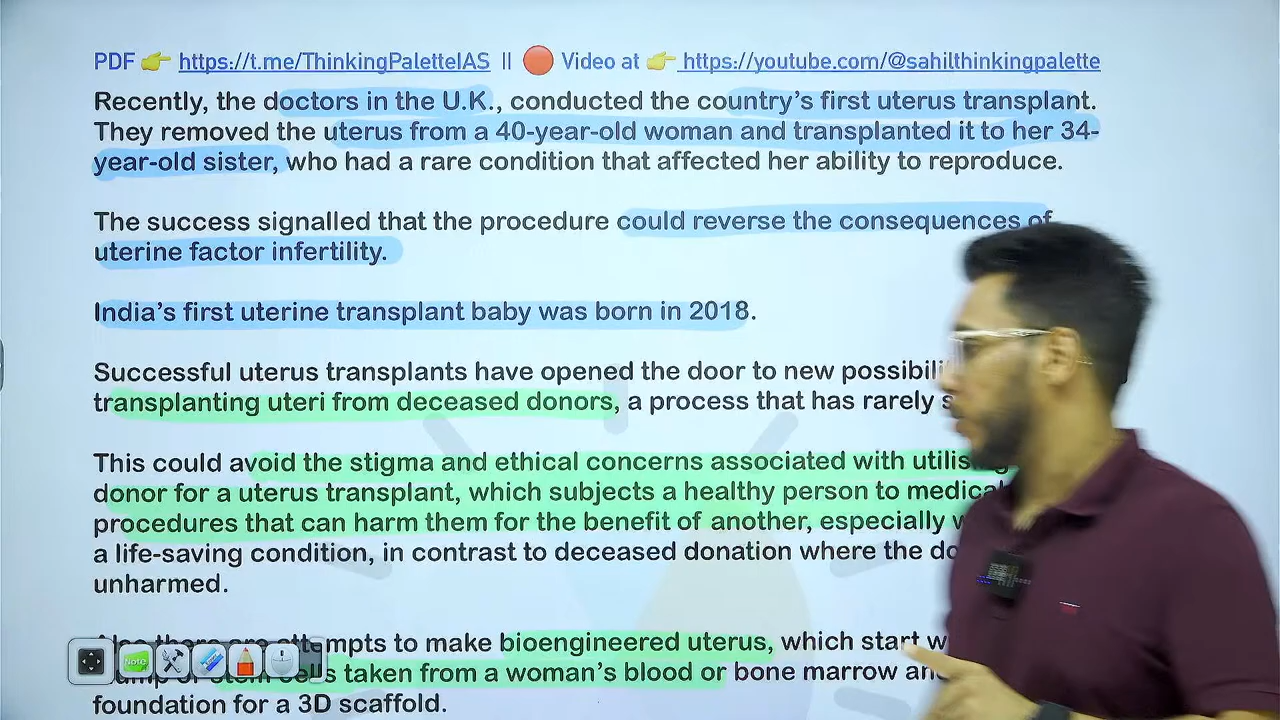 PDF 👉 https://t.me/ThinkingPaletteIAS || 🔴 Video at 👉 https://youtube.com/@sahilthinkingpalette
Recently, the doctors in the U.K., conducted the country's first uterus transplant.
They removed the uterus from a 40-year-old woman and transplanted it to her 34-
year-old sister, who had a rare condition that affected her ability to reproduce.
The success signalled that the procedure could reverse the consequences of
uterine factor infertility.
India's first uterine transplant baby was born in 2018.
Successful uterus transplants have opened the door to new
transplanting uteri from deceased donors, a process that has rarely
This could avoid the stigma and ethical concerns associated with
donor for a uterus transplant, which subjects a healthy person to medical
procedures that can harm them for the benefit of another, especially
a life-saving condition, in contrast to deceased donation where the
unharmed.
Also there are attempts to make bioengineered uterus, which start
stem cells taken from a woman's blood or bone marrow
foundation for a 3D scaffold.
Note